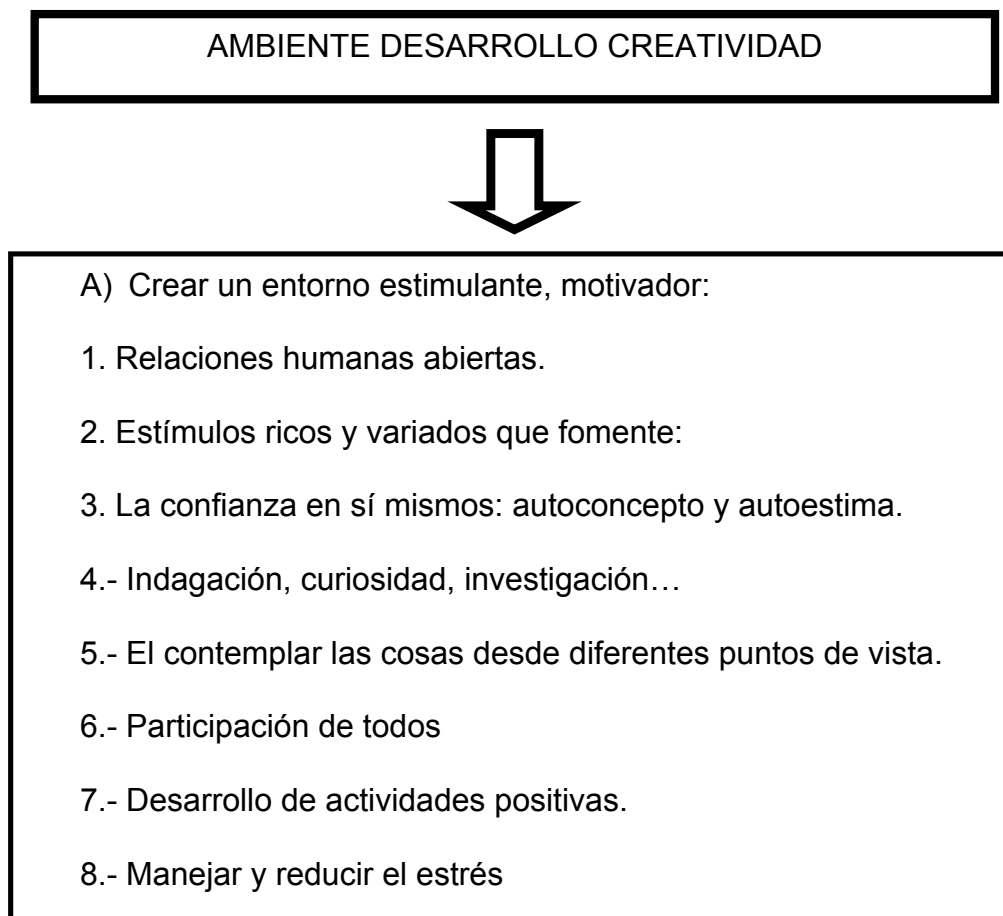 AMBIENTE DESARROLLO CREATIVIDAD
A) Crear un entorno estimulante, motivador:
1. Relaciones humanas abiertas.
2. Estímulos ricos y variados que fomente:
3. La confianza en sí mismos: autoconcepto y autoestima.
4.- Indagación, curiosidad, investigación…
5.- El contemplar las cosas desde diferentes puntos de vista.
6.- Participación de todos
7.- Desarrollo de actividades positivas.
8.- Manejar y reducir el estrés